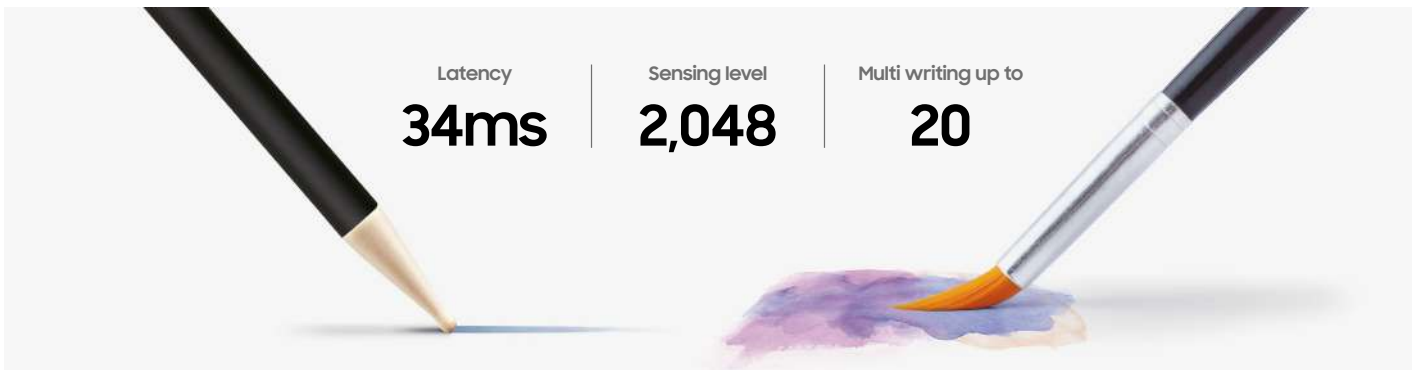 Latency
34ms
Sensing level
2,048
Multi writing up to
20